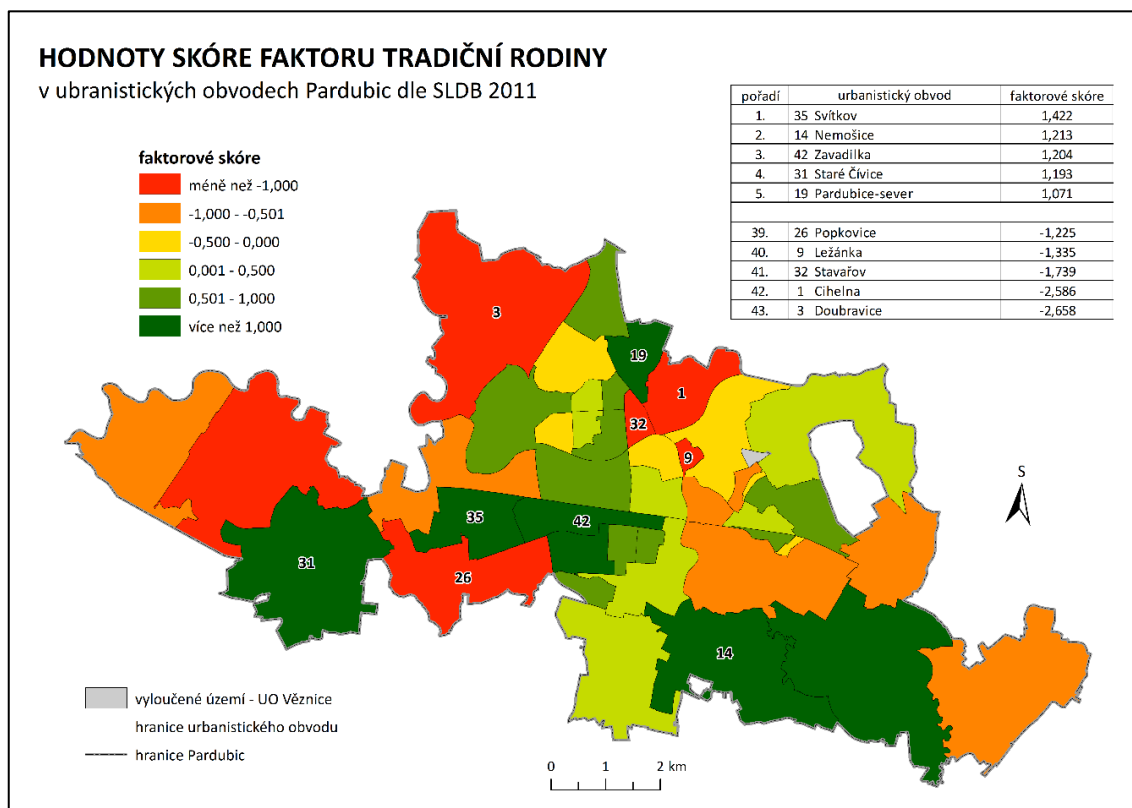 HODNOTY SKÓRE FAKTORU TRADIČNÍ RODINY
v ubranistických obvodech Pardubic dle SLDB 2011
pořadí urbanistický obvod faktorové skóre
1. 35 Svítkov 1,422
2. 14 Nemošice 1,213
3. 42 Zavadilka 1,204
4. 31 Staré Čívice 1,193
5. 19 Pardubice-sever 1,071
39. 26 Popkovice -1,225
40. 9 Ležánka -1,335
41. 32 Stavařov -1,739
42. 1 Cihelna -2,586
43. 3 Doubravice -2,658
faktorové skóre
méně než -1,000
-1,000 - -0,501
-0,500 - 0,000
0,001 - 0,500
0,501 - 1,000
více než 1,000
3
19
1
32
9
35
42
31
26
14
S
vyloučené území - UO Věznice
hranice urbanistického obvodu
hranice Pardubic
0 1 2 km